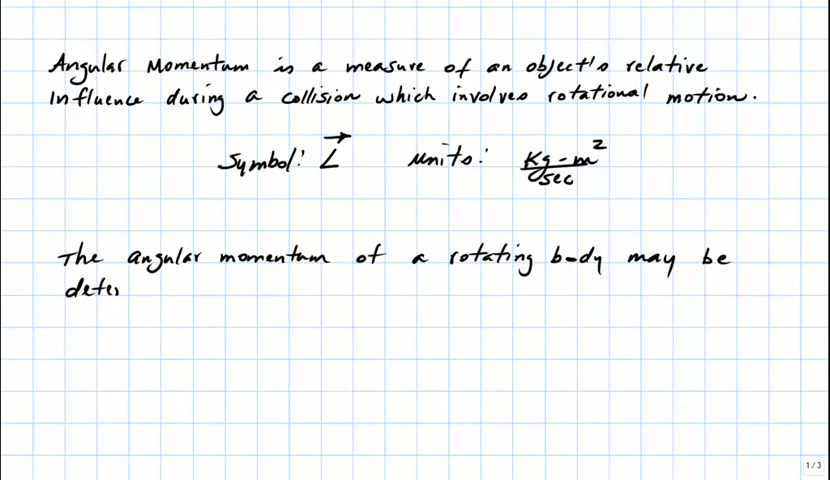 Angular Momentum is a measure of an object's relative
Influence during a collision which involves rotational motion.
Symbol: L⃗ units: Kg-m²/sec
The angular momentum of a rotating body may be
dete
1/3